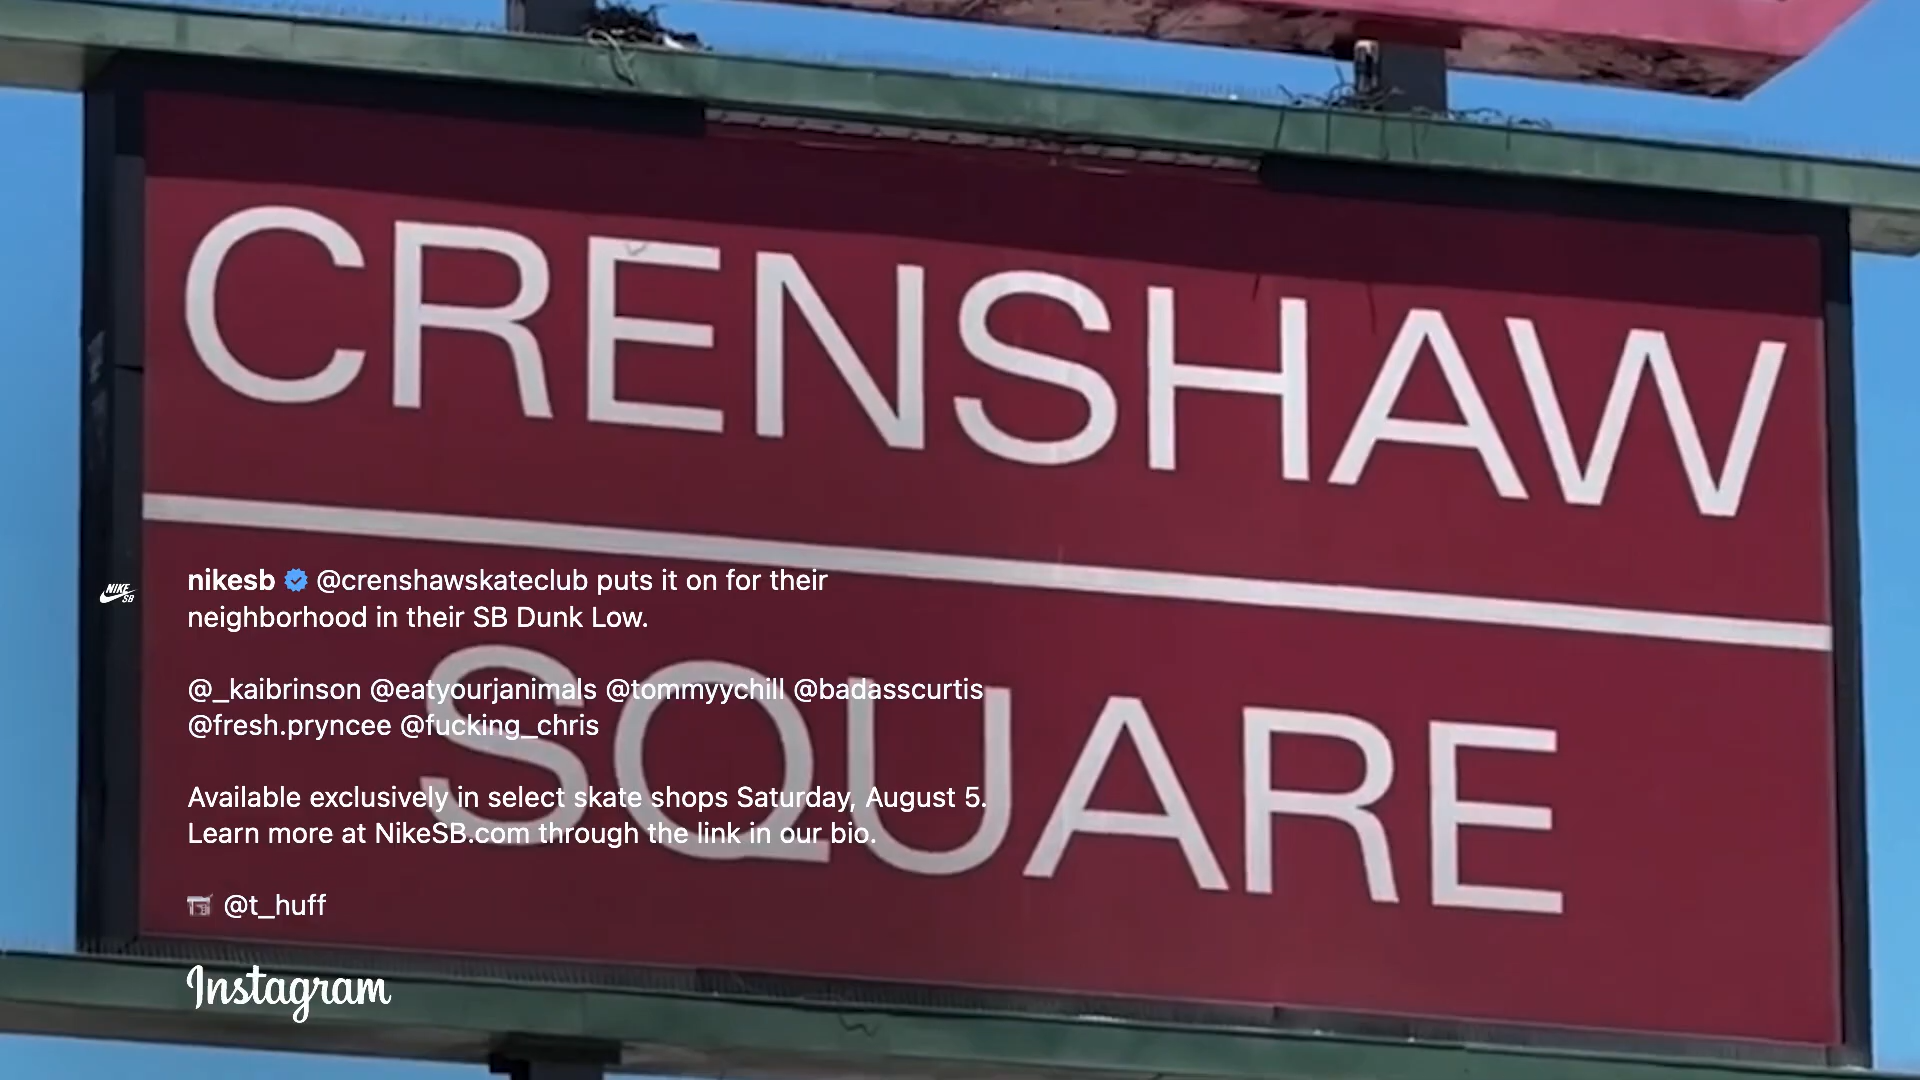 CRENSHAW
SQUARE
NIKE SB
nikesb @crenshawskateclub puts it on for their
neighborhood in their SB Dunk Low.
@_kaibrinson @eatyourjanimals @tommyychill @badasscurtis
@fresh.pryncee @fucking_chris
Available exclusively in select skate shops Saturday, August 5.
Learn more at NikeSB.com through the link in our bio.
@t_huff
Instagram